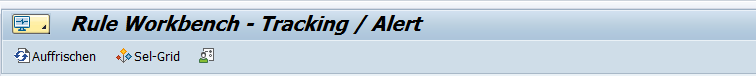 Rule Workbench - Tracking / Alert
Auffrischen Sel-Grid